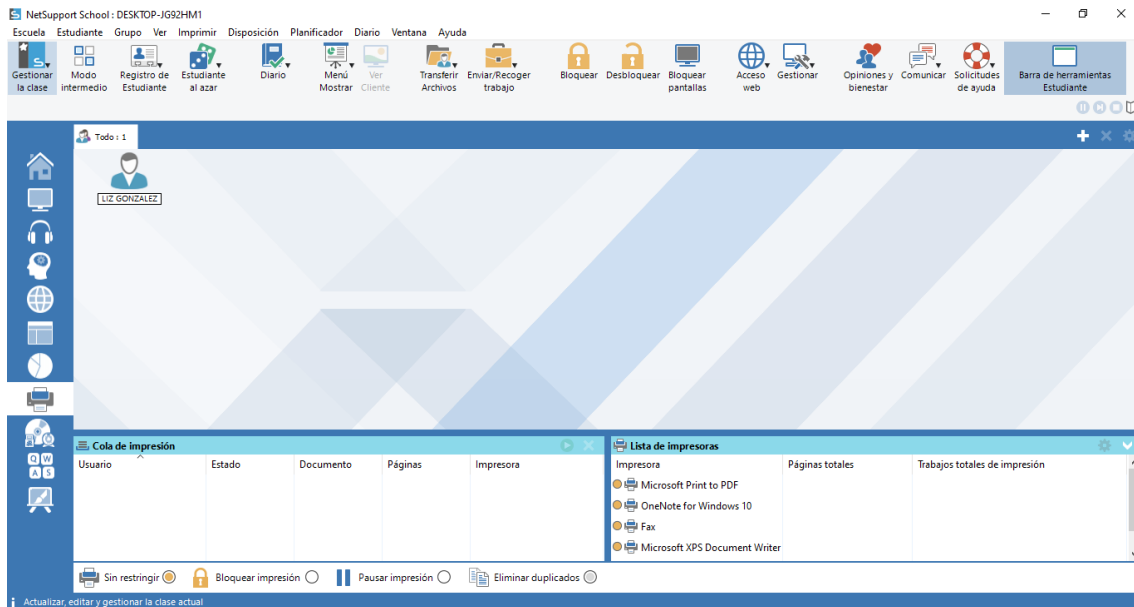 NetSupport School : DESKTOP-JG92HM1
Escuela Estudiante Grupo Ver Imprimir Disposición Planificador Diario Ventana Ayuda
Gestionar la clase
Modo intermedio
Registro de Estudiante
Estudiante al azar
Diario
Menú Mostrar
Ver Cliente
Transferir Archivos
Enviar/Recoger trabajo
Bloquear
Desbloquear
Bloquear pantallas
Acceso web
Gestionar
Opiniones y bienestar
Comunicar
Solicitudes de ayuda
Barra de herramientas Estudiante
Todo : 1
LIZ GONZALEZ
Q W
A S
Cola de impresión
Usuario Estado Documento Páginas Impresora
Lista de impresoras
Impresora Páginas totales Trabajos totales de impresión
Microsoft Print to PDF
OneNote for Windows 10
Fax
Microsoft XPS Document Writer
Sin restringir Bloquear impresión Pausar impresión Eliminar duplicados
Actualizar, editar y gestionar la clase actual